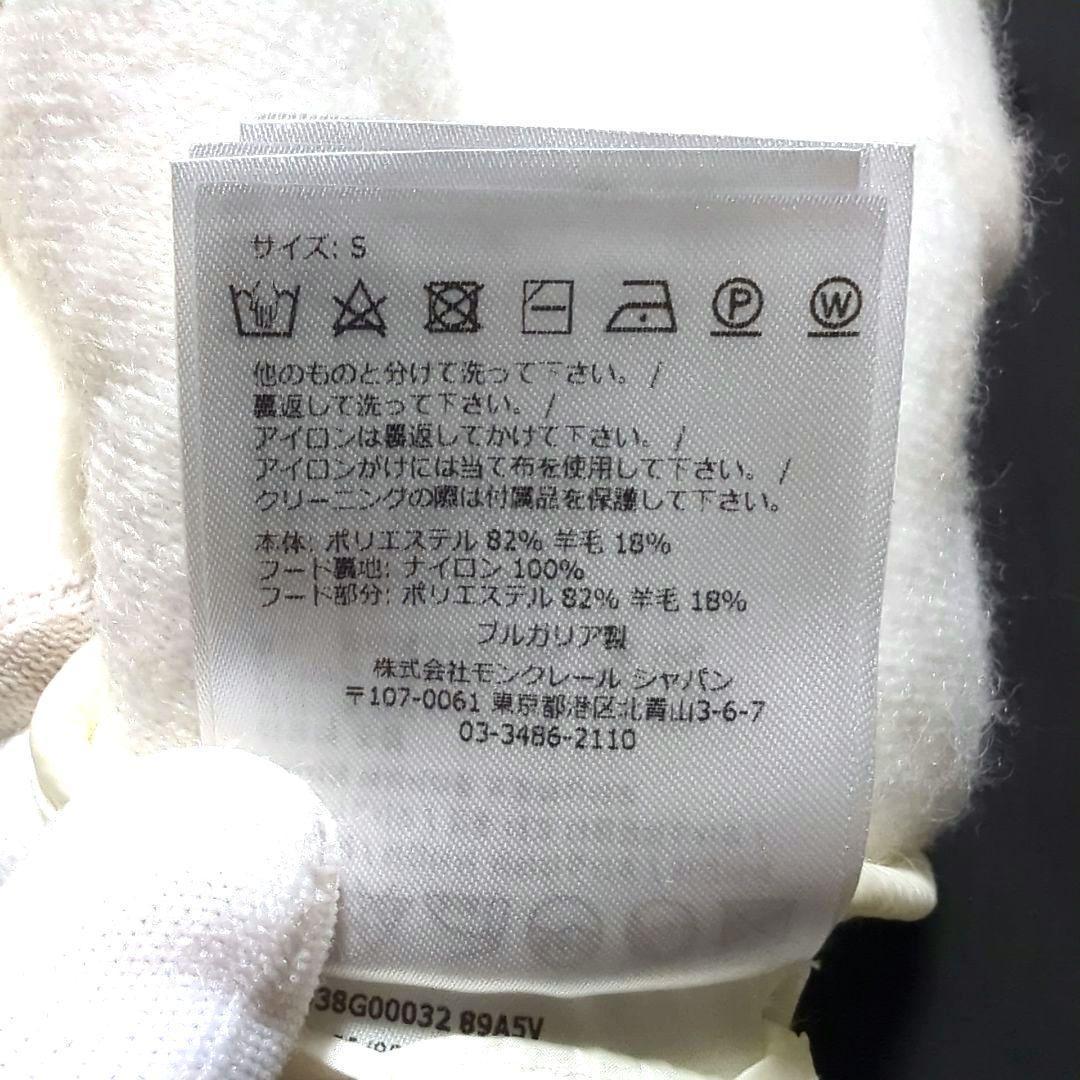 サイズ: S
P W
他のものと分けて洗って下さい。 /
裏返して洗って下さい。 /
アイロンは裏返してかけて下さい。 /
アイロンがけには当て布を使用して下さい。 /
クリーニングの際は付属品を保護して下さい。
本体: ポリエステル 82% 羊毛 18%
フード裏地: ナイロン 100%
フード部分: ポリエステル 82% 羊毛 18%
ブルガリア製
株式会社モンクレール ジャパン
〒107-0061 東京都港区北青山3-6-7
03-3486-2110
38G00032 89A5V